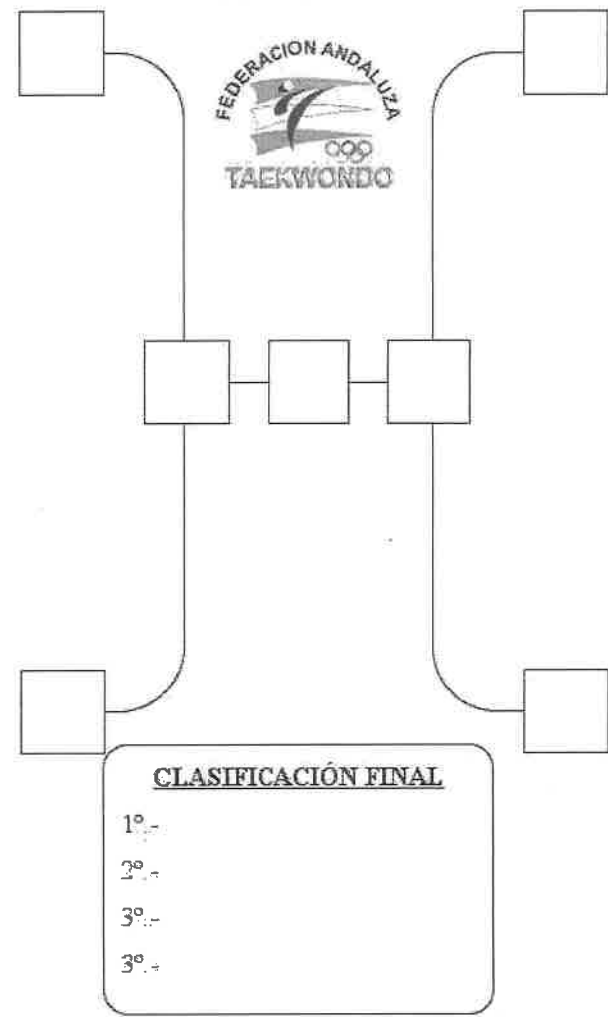 FEDERACION ANDALUZA
TAEKWONDO
CLASIFICACIÓN FINAL
1º.-
2º.-
3º.-
3º.-